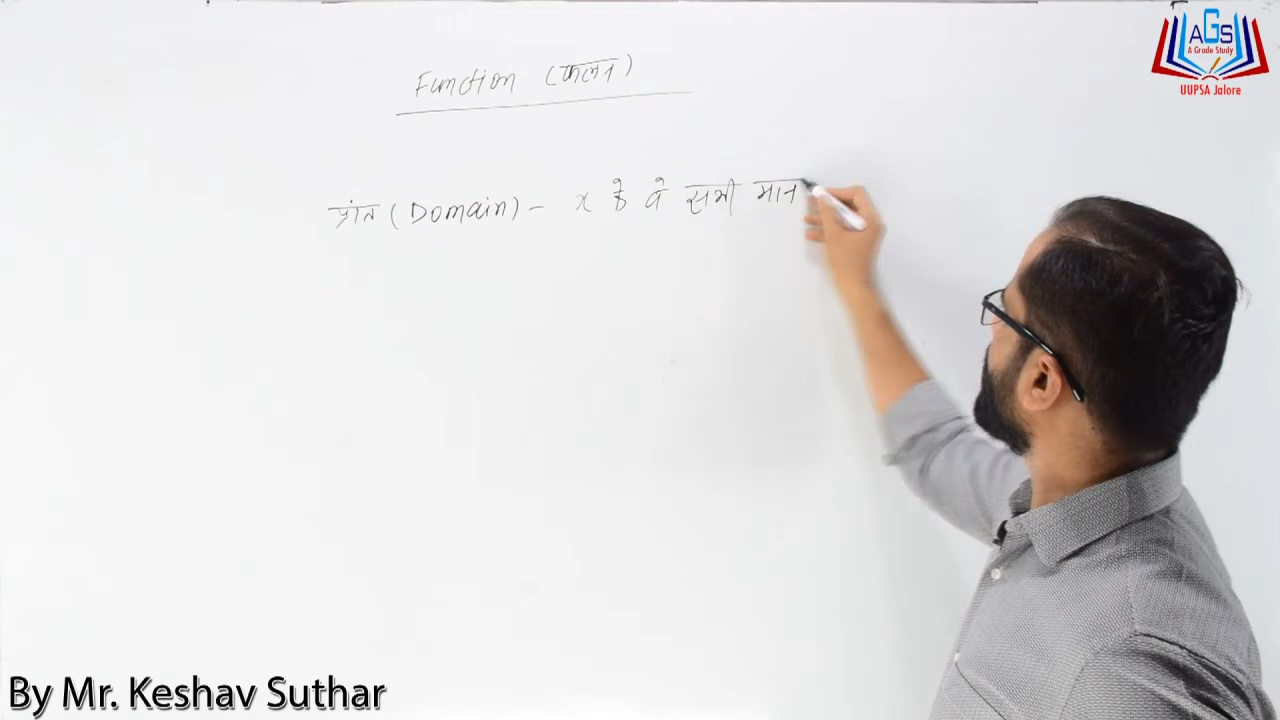 Function (फलन)
प्रांत (Domain) - x के वे सभी मान
AGS
A Grade Study
UUPSA Jalore
By Mr. Keshav Suthar